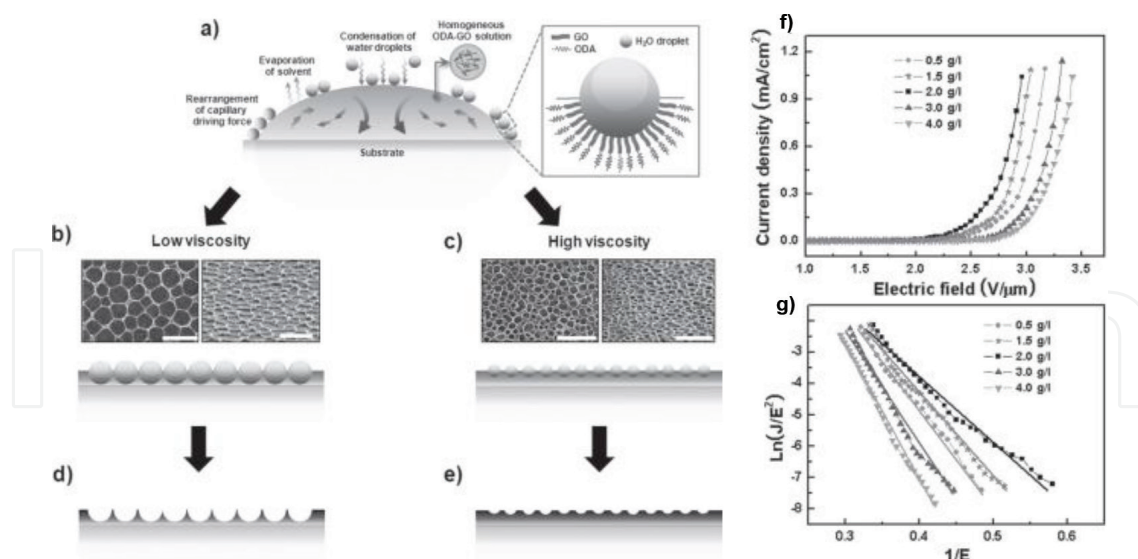 a)
Homogeneous
ODA-GO solution
Condensation of
water droplets
Evaporation
of solvent
Rearrangement
of capillary
driving force
Substrate
GO
ODA
H₂O droplet
b)
Low viscosity
c)
High viscosity
d)
e)
f)
Current density (mA/cm²)
1.2
0.9
0.6
0.3
0.0
0.5 g/l
1.5 g/l
2.0 g/l
3.0 g/l
4.0 g/l
1.0
1.5
2.0
2.5
3.0
3.5
Electric field (V/μm)
g)
Ln(J/E²)
-3
-4
-5
-6
-7
-8
0.5 g/l
1.5 g/l
2.0 g/l
3.0 g/l
4.0 g/l
0.3
0.4
0.5
0.6
1/E